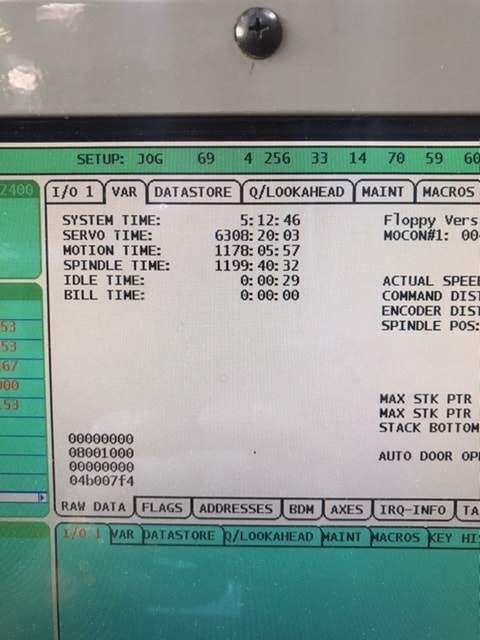 SETUP: JOG 69 4 256 33 14 70 59 60
2400
I/O 1 VAR DATASTORE Q/LOOKAHEAD MAINT MACROS
SYSTEM TIME: 5:12:46
SERVO TIME: 6308:20:03
MOTION TIME: 1178:05:57
SPINDLE TIME: 1199:40:32
IDLE TIME: 0:00:29
BILL TIME: 0:00:00
Floppy Vers
MOCON#1: 00
ACTUAL SPEED
COMMAND DIST
ENCODER DIST
SPINDLE POS:
53
53
67
000
.53
MAX STK PTR
MAX STK PTR
STACK BOTTOM
AUTO DOOR OP
00000000
08001000
00000000
04b007f4
RAW DATA FLAGS ADDRESSES BDM AXES IRQ-INFO TA
I/O 1 VAR DATASTORE Q/LOOKAHEAD MAINT MACROS KEY HI